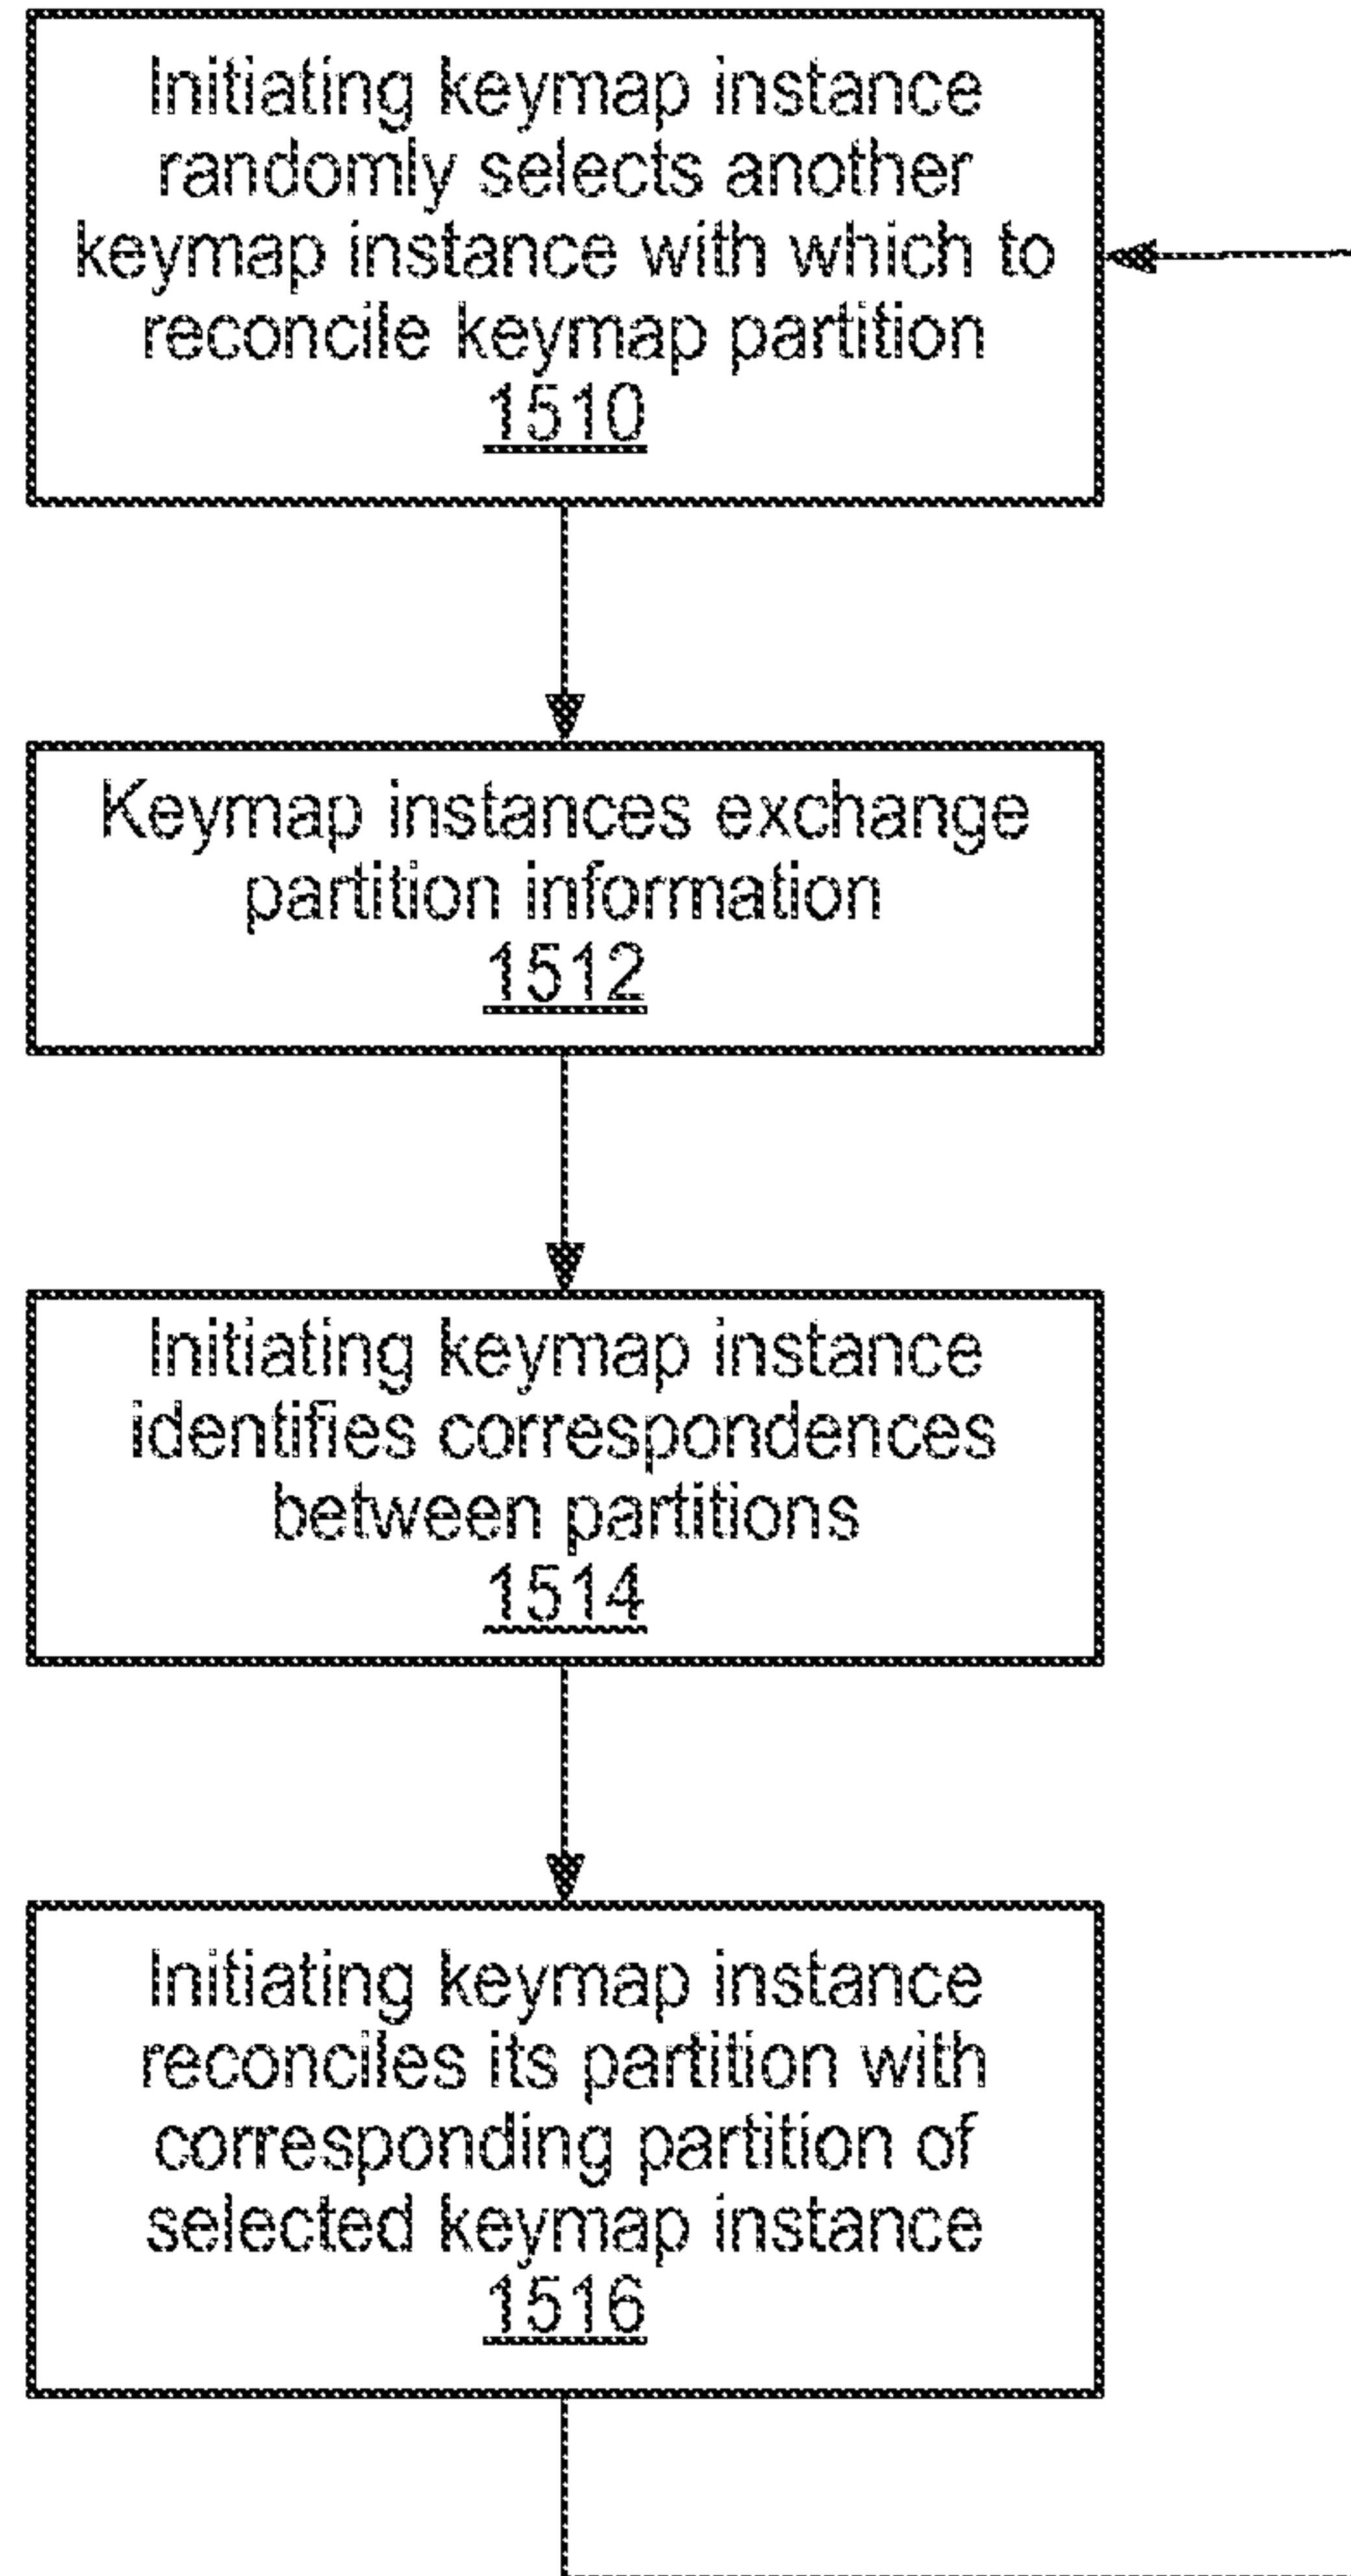 Initiating keymap instance
randomly selects another
keymap instance with which to
reconcile keymap partition
1510
Keymap instances exchange
partition information
1512
Initiating keymap instance
identifies correspondences
between partitions
1514
Initiating keymap instance
reconciles its partition with
corresponding partition of
selected keymap instance
1516